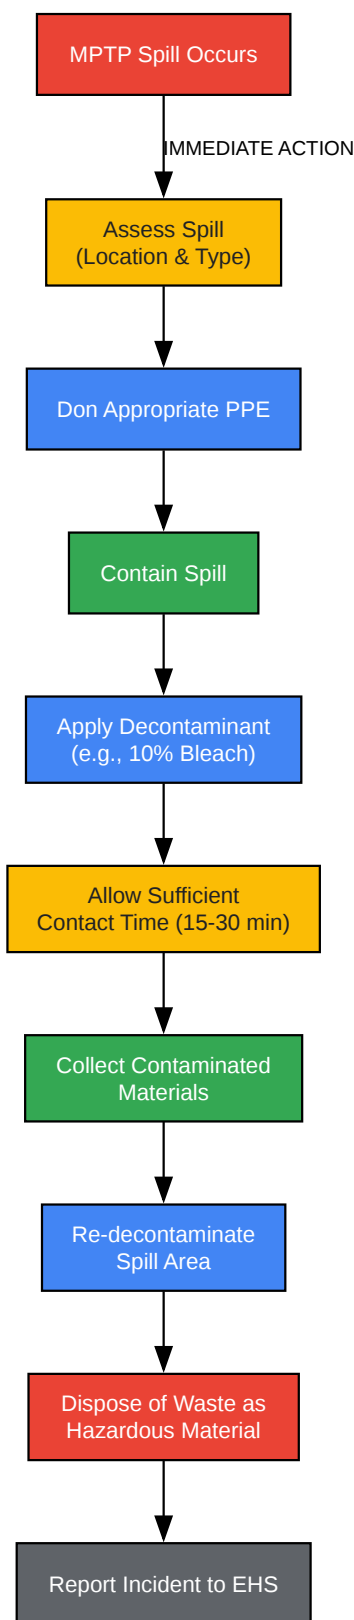 MPTP Spill Occurs
IMMEDIATE ACTION
Assess Spill
(Location & Type)
Don Appropriate PPE
Contain Spill
Apply Decontaminant
(e.g., 10% Bleach)
Allow Sufficient
Contact Time (15-30 min)
Collect Contaminated
Materials
Re-decontaminate
Spill Area
Dispose of Waste as
Hazardous Material
Report Incident to EHS